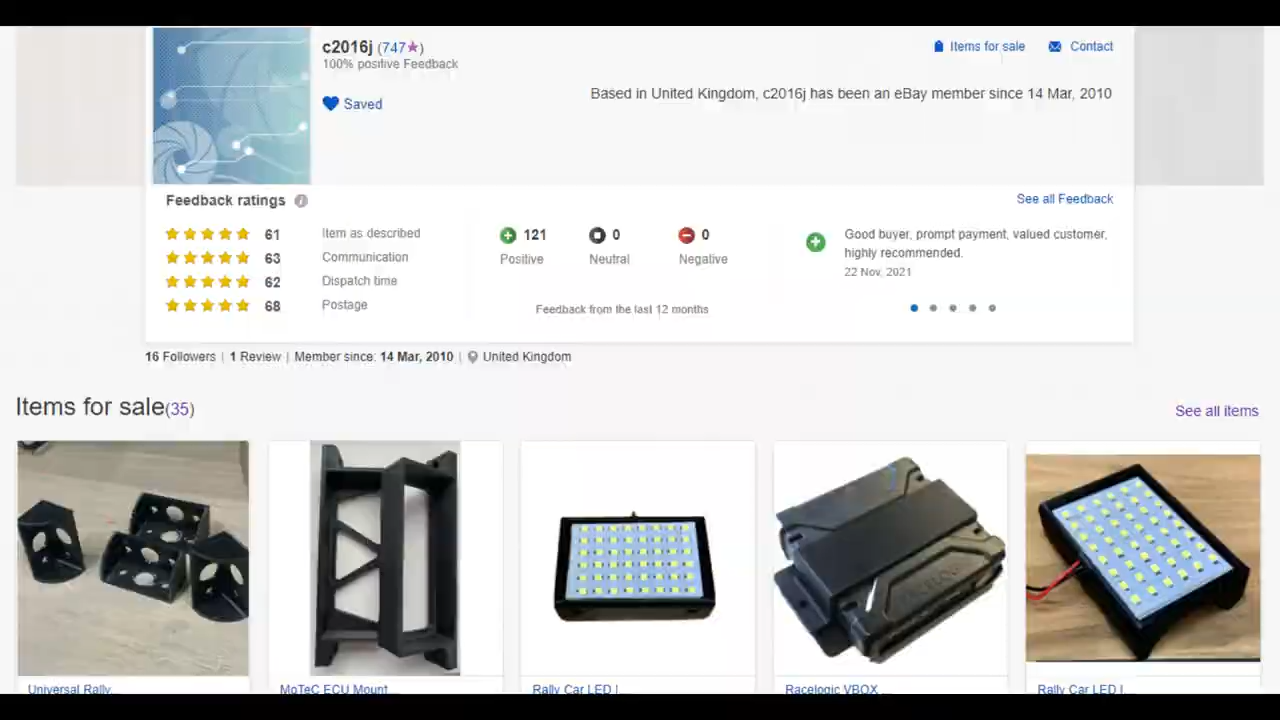 c2016j (747★)
100% positive Feedback
Saved
Items for sale
Contact
Based in United Kingdom, c2016j has been an eBay member since 14 Mar, 2010
Feedback ratings
See all Feedback
61 Item as described
63 Communication
62 Dispatch time
68 Postage
121 Positive
0 Neutral
0 Negative
Feedback from the last 12 months
Good buyer, prompt payment, valued customer,
highly recommended.
22 Nov, 2021
16 Followers | 1 Review | Member since: 14 Mar, 2010 | United Kingdom
Items for sale(35)
See all items
Universal Rally...
MoTeC ECU Mount...
Rally Car LED I...
Racelogic VBOX ...
Rally Car LED I...